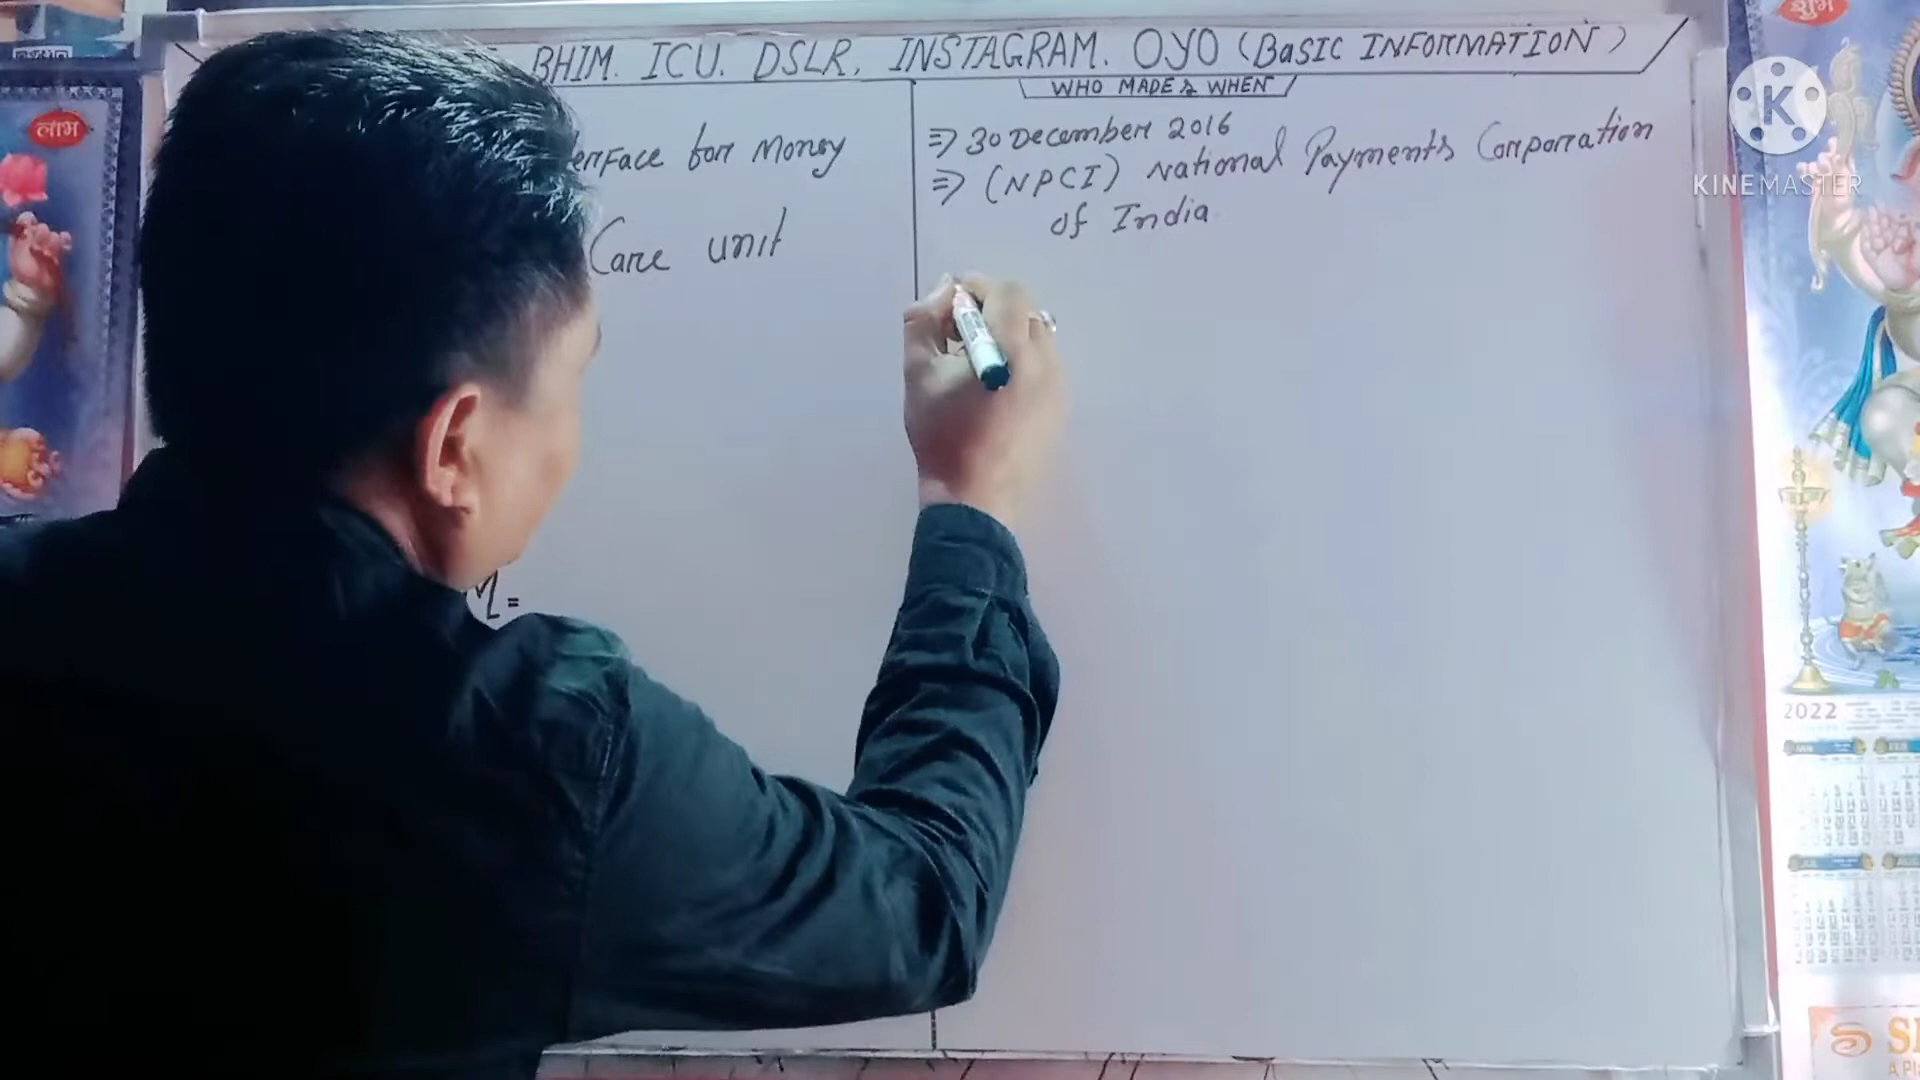 BHIM. ICU. DSLR, INSTAGRAM. OYO (BaSIC INFORMATION)
WHO MADE & WHEN
erface for Money
Care unit
⇒ 30 December 2016
⇒ (NPCI) National Payments Corporation
of India
M =
लाभ
शुभ
KINEMASTER
2022